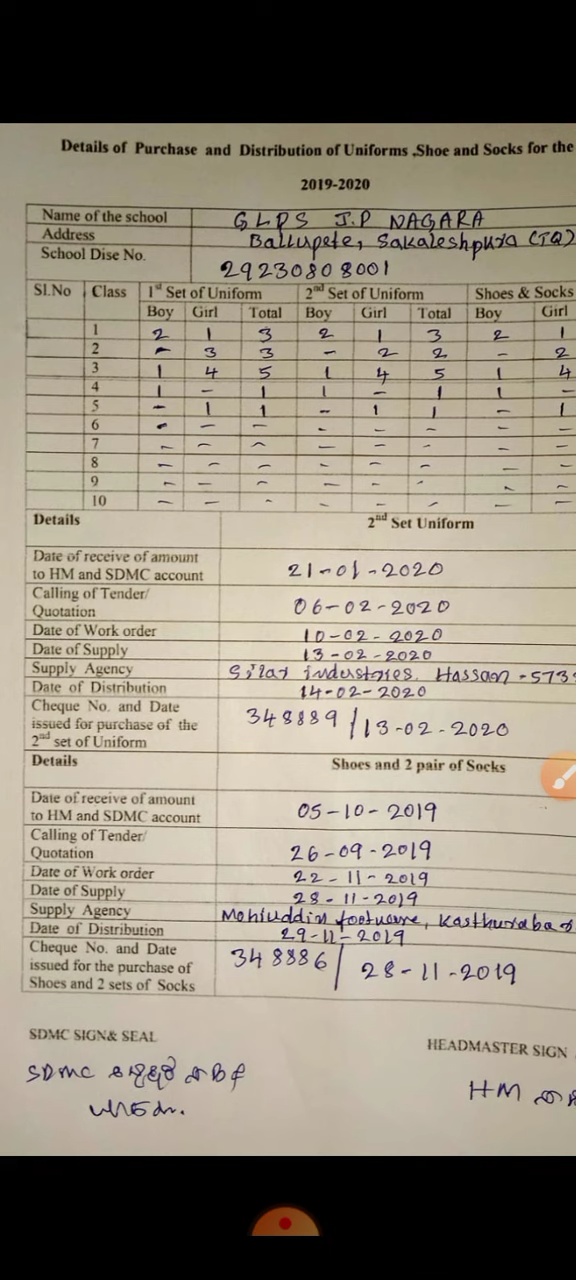 Details of Purchase and Distribution of Uniforms ,Shoe and Socks for the
2019-2020
Name of the school GLPS J.P NAGARA
Address Ballupete, Sakaleshpura (TQ)
School Dise No. 29230808001
Sl.No Class 1st Set of Uniform 2nd Set of Uniform Shoes & Socks
Boy Girl Total Boy Girl Total Boy Girl
1 2 1 3 2 1 3 2 1
2 - 3 3 - 2 2 - 2
3 1 4 5 1 4 5 1 4
4 1 - 1 1 - 1 1 -
5 - 1 1 - 1 1 - 1
6 - - - - - - - -
7 - - - - - - - -
8 - - - - - - - -
9 - - - - - - - -
10 - - - - - - - -
Details 2nd Set Uniform
Date of receive of amount
to HM and SDMC account 21-01-2020
Calling of Tender/
Quotation 06-02-2020
Date of Work order 10-02-2020
Date of Supply 13-02-2020
Supply Agency industries, Hassan -573
Date of Distribution 14-02-2020
Cheque No. and Date
issued for purchase of the 348889/13-02-2020
2nd set of Uniform
Details Shoes and 2 pair of Socks
Date of receive of amount
to HM and SDMC account 05-10-2019
Calling of Tender/
Quotation 26-09-2019
Date of Work order 22-11-2019
Date of Supply 28-11-2019
Supply Agency Mohiuddin footware,
Date of Distribution 29-11-2019
Cheque No. and Date
issued for the purchase of 348886/28-11-2019
Shoes and 2 sets of Socks
SDMC SIGN& SEAL
HEADMASTER SIGN
SDMC
HM